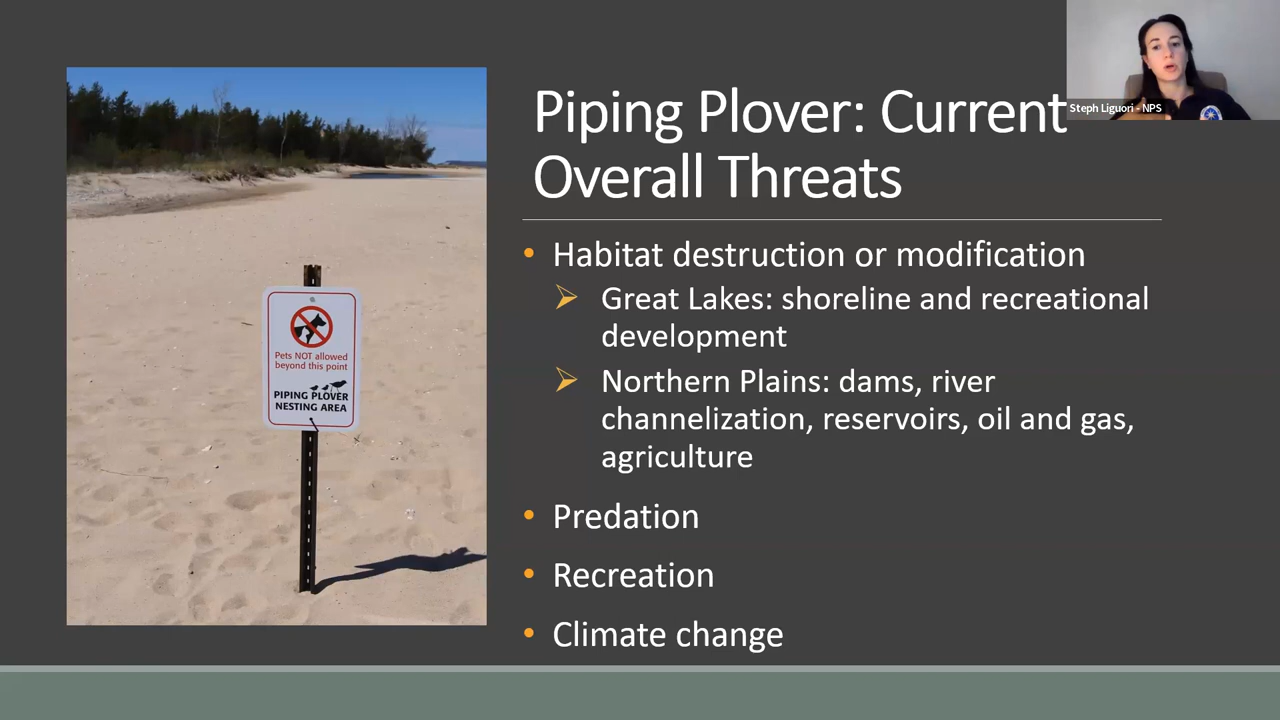 Steph Liguori - NPS
Piping Plover: Current
Overall Threats
• Habitat destruction or modification
➢ Great Lakes: shoreline and recreational
development
➢ Northern Plains: dams, river
channelization, reservoirs, oil and gas,
agriculture
• Predation
• Recreation
• Climate change
Pets NOT allowed
beyond this point
PIPING PLOVER
NESTING AREA